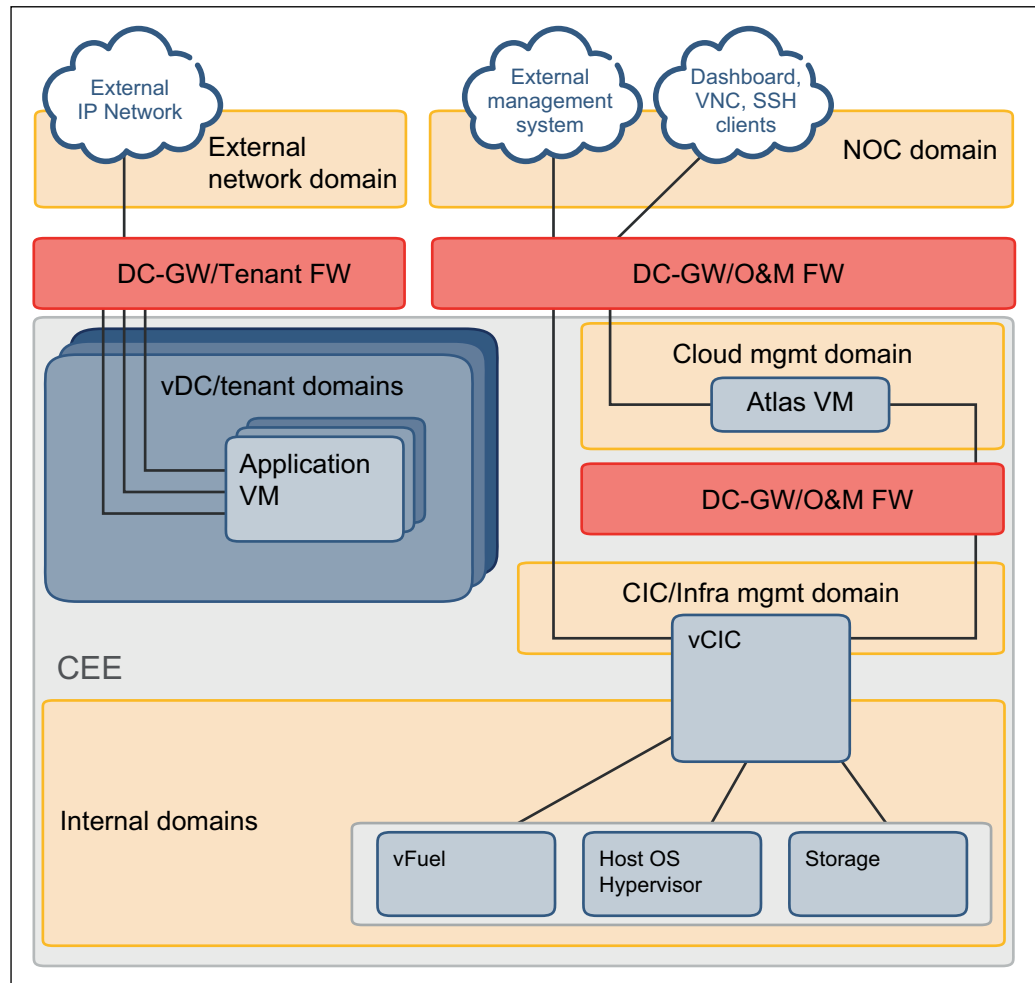 External
IP Network
External
management
system
Dashboard,
VNC, SSH
clients
External
network domain
NOC domain
DC-GW/Tenant FW
DC-GW/O&M FW
vDC/tenant domains
Application
VM
Cloud mgmt domain
Atlas VM
DC-GW/O&M FW
CIC/Infra mgmt domain
vCIC
CEE
Internal domains
vFuel
Host OS
Hypervisor
Storage